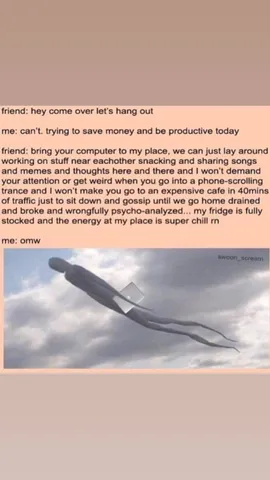 friend: hey come over let's hang out
me: can't. trying to save money and be productive today
friend: bring your computer to my place, we can just lay around
working on stuff near eachother snacking and sharing songs
and memes and thoughts here and there and I won't demand
your attention or get weird when you go into a phone-scrolling
trance and I won't make you go to an expensive cafe in 40mins
of traffic just to sit down and gossip until we go home drained
and broke and wrongfully psycho-analyzed... my fridge is fully
stocked and the energy at my place is super chill rn
me: omw